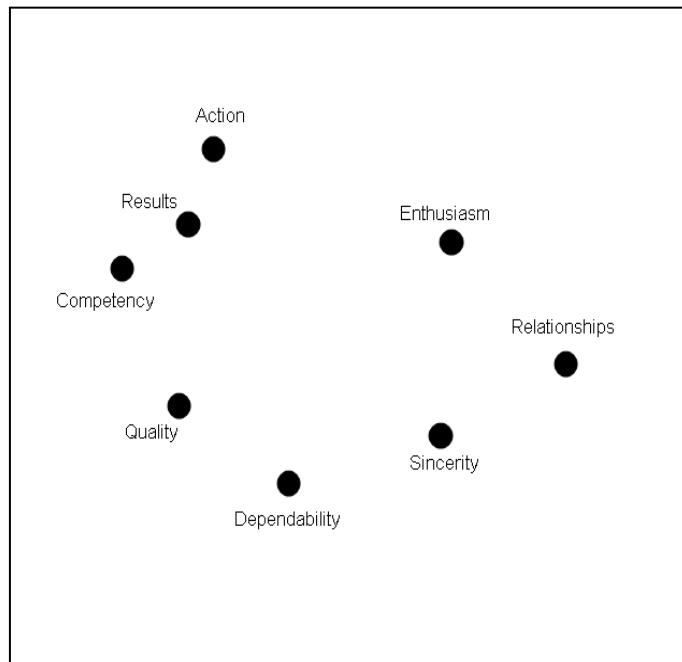 Action
Results
Enthusiasm
Competency
Relationships
Quality
Sincerity
Dependability